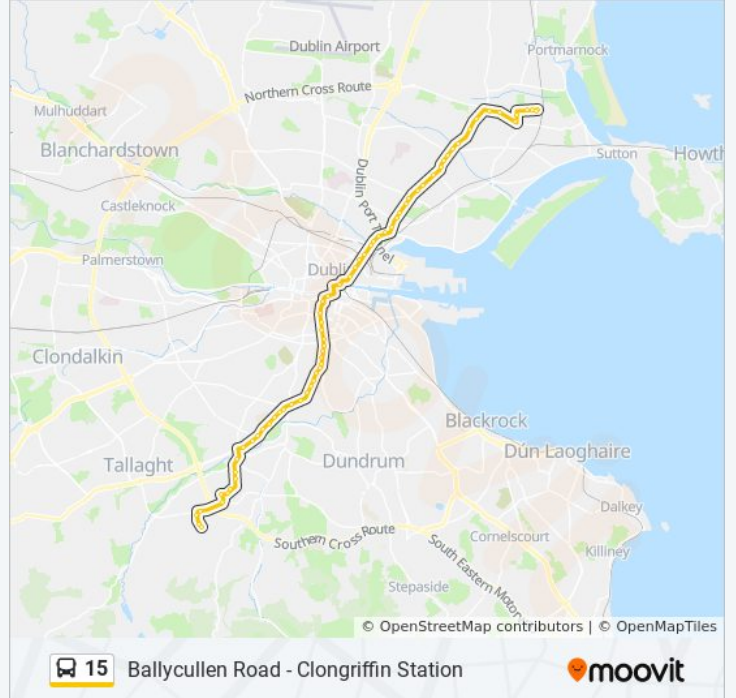 Portmarnock
Dublin Airport
Northern Cross Route
Mulhuddart
Blanchardstown
Sutton
Howth
Castleknock
Dublin Port Tunnel
Palmerstown
Dublin
Clondalkin
Blackrock
Dún Laoghaire
Tallaght
Dundrum
Dalkey
Southern Cross Route
Cornelscourt
Killiney
South Eastern Motor
Stepaside
© OpenStreetMap contributors | © OpenMapTiles
15 Ballycullen Road - Clongriffin Station
moovit